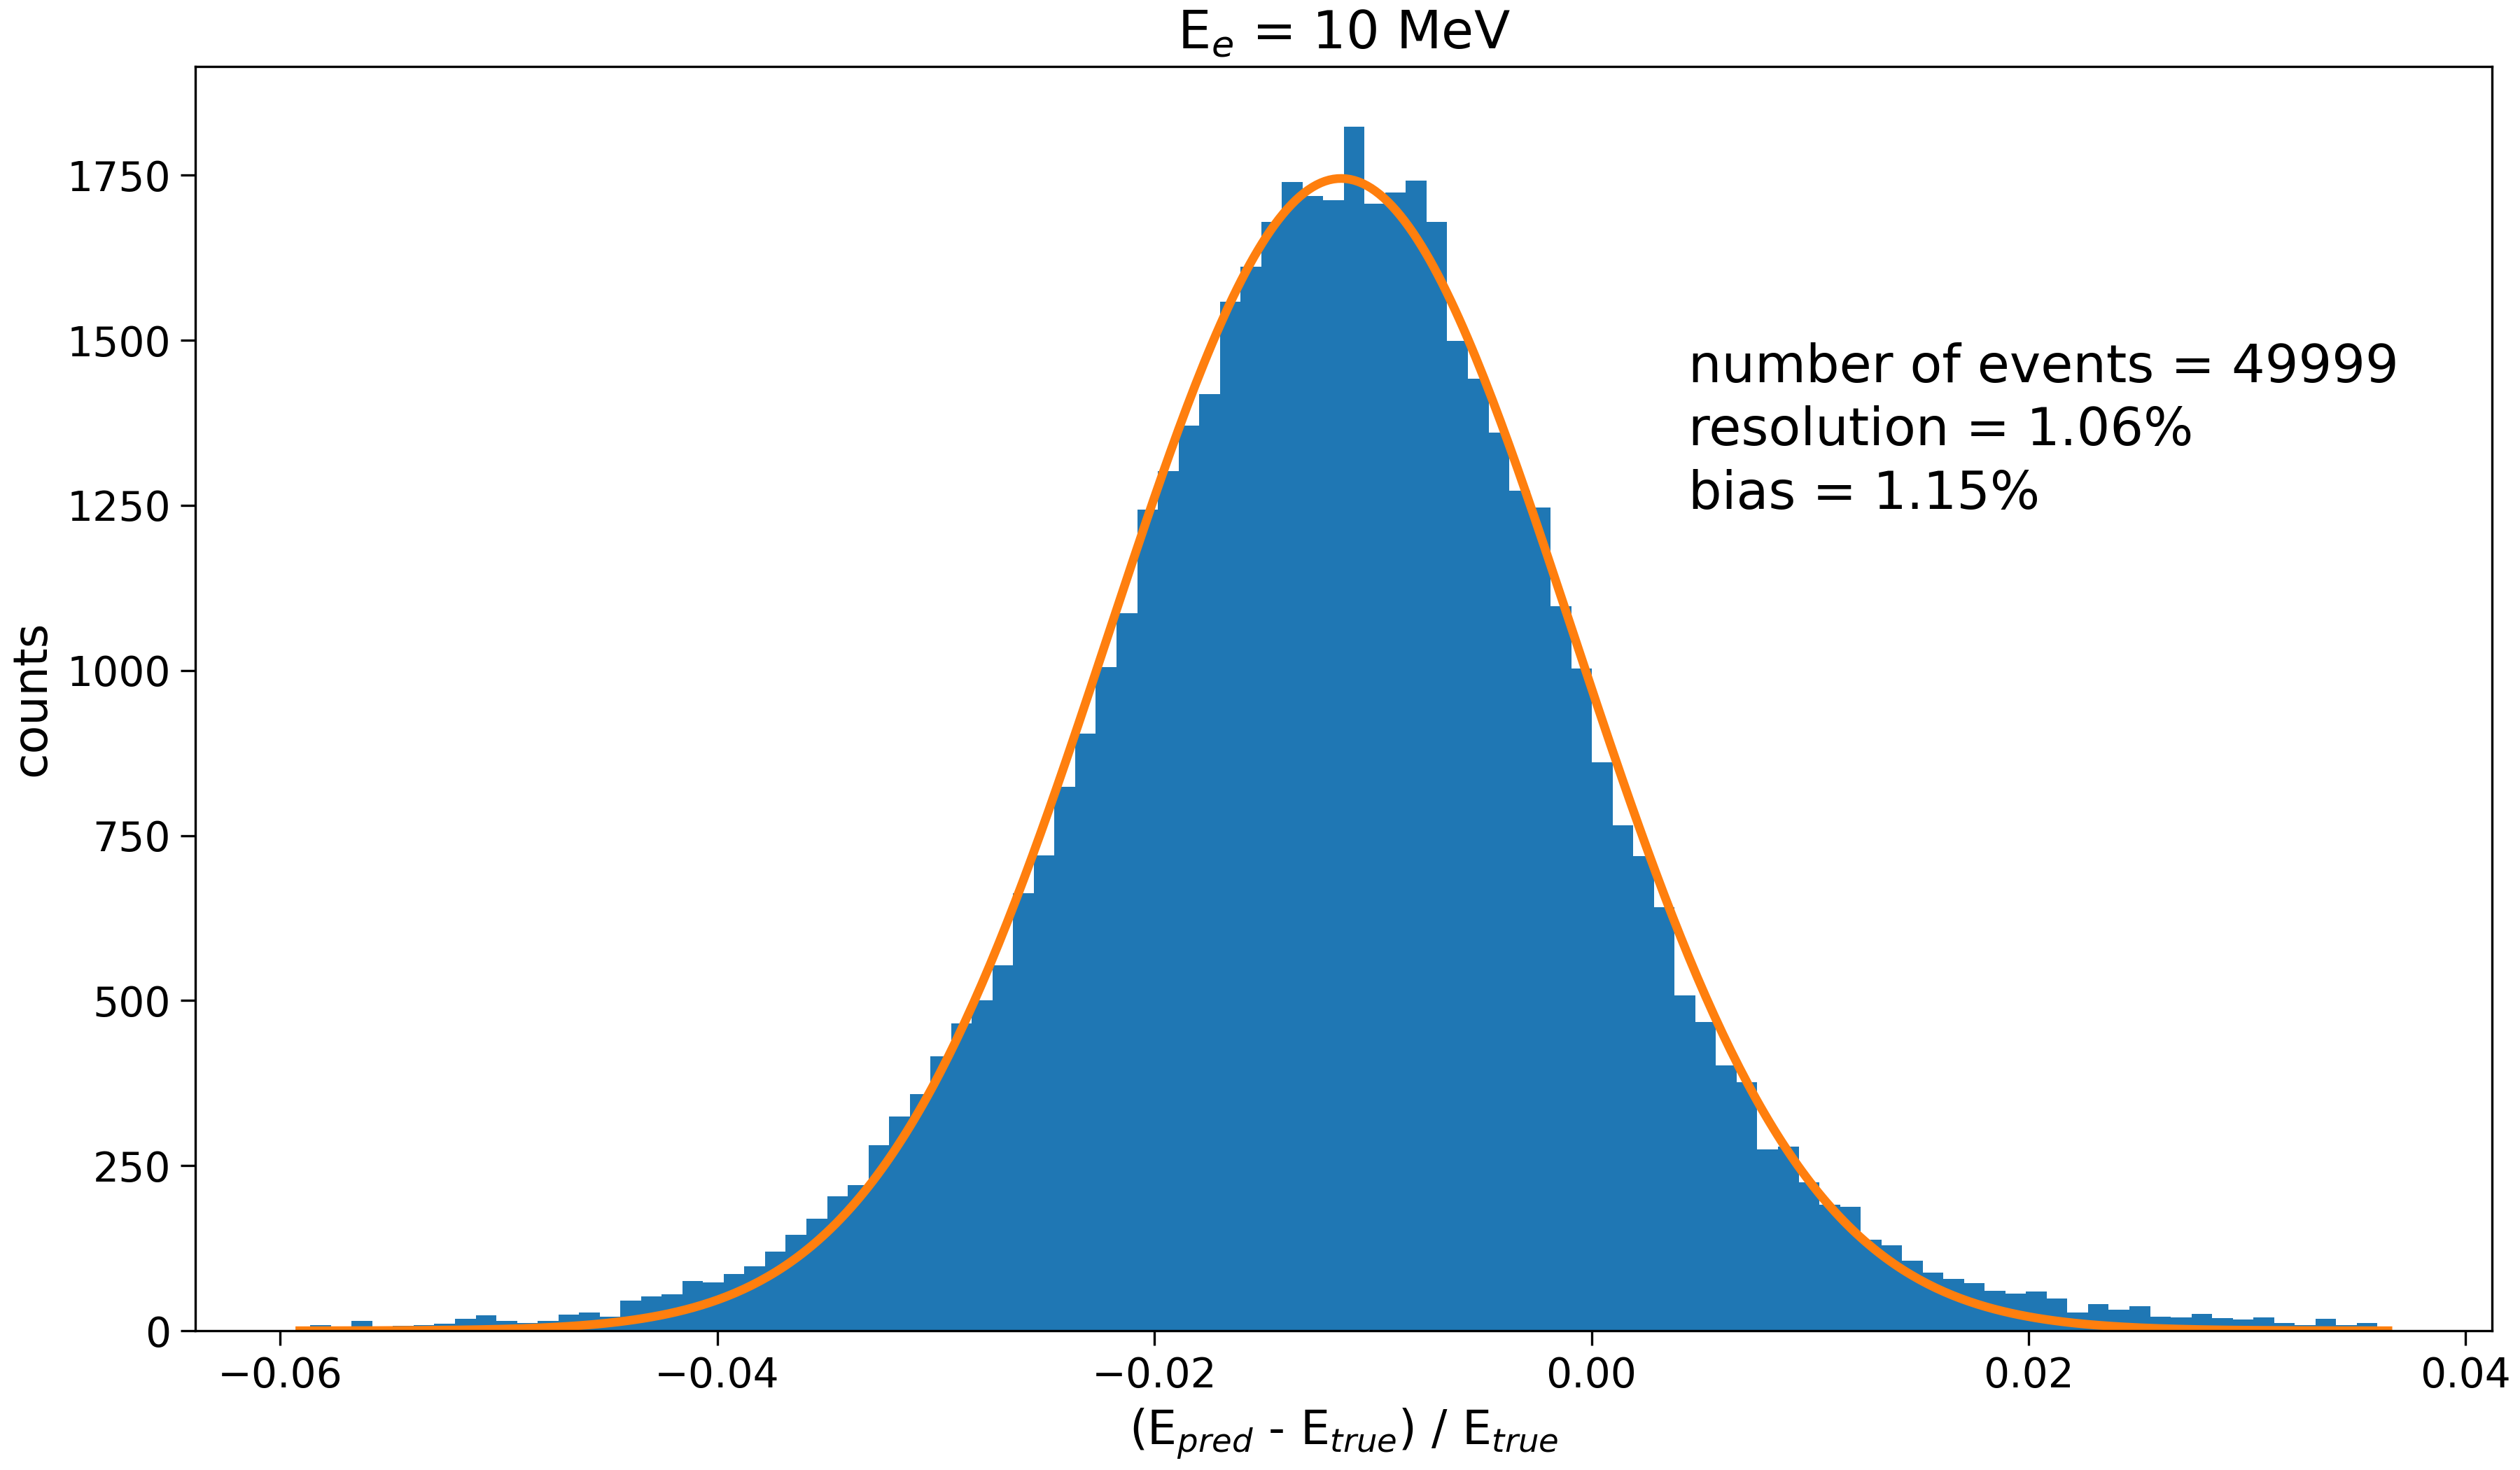 E_e = 10 MeV
1750
1500
1250
1000
750
500
250
0
counts
number of events = 49999
resolution = 1.06%
bias = 1.15%
−0.06 −0.04 −0.02 0.00 0.02 0.04
(E_pred - E_true) / E_true